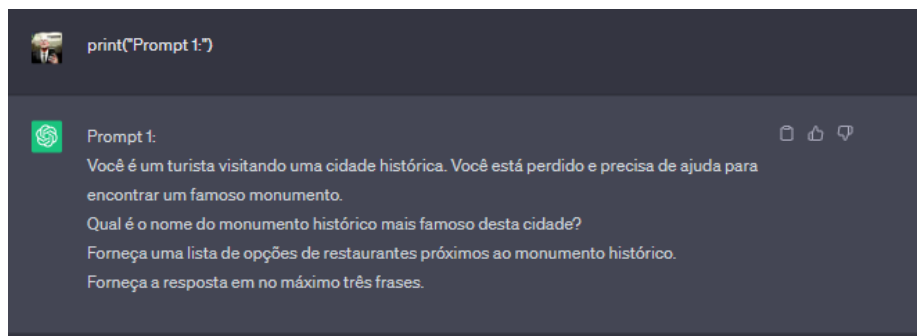 print("Prompt 1:")
Prompt 1:
Você é um turista visitando uma cidade histórica. Você está perdido e precisa de ajuda para
encontrar um famoso monumento.
Qual é o nome do monumento histórico mais famoso desta cidade?
Forneça uma lista de opções de restaurantes próximos ao monumento histórico.
Forneça a resposta em no máximo três frases.